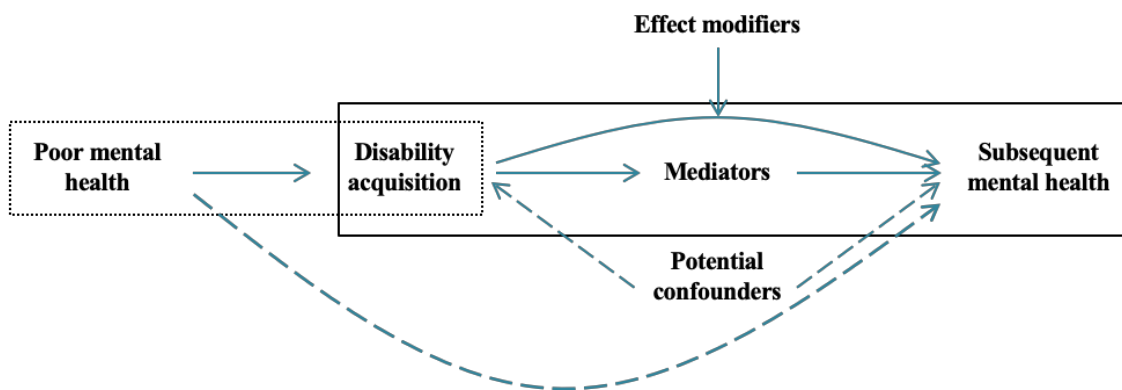 Effect modifiers
Poor mental
health
Disability
acquisition
Mediators
Subsequent
mental health
Potential
confounders